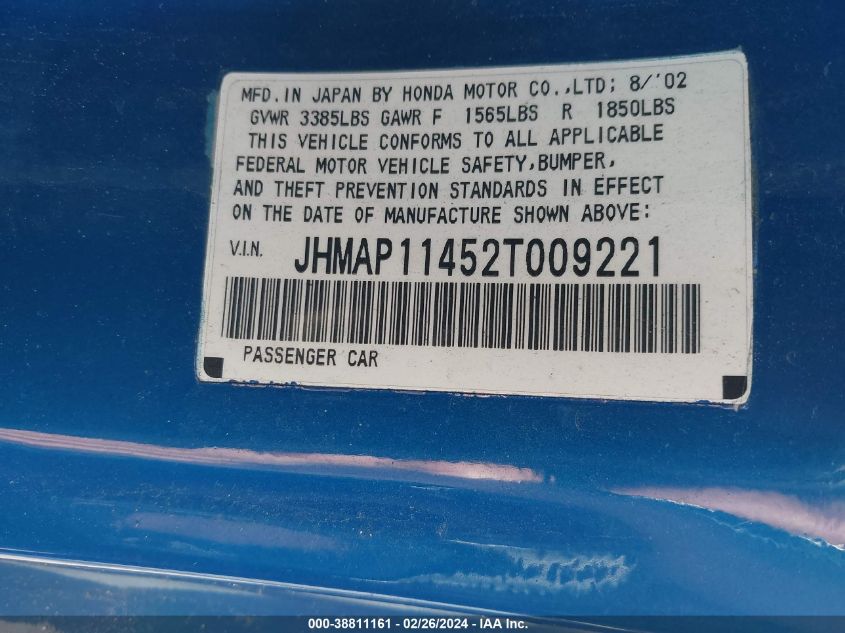 MFD. IN JAPAN BY HONDA MOTOR CO.,LTD; 8/'02
GVWR 3385LBS GAWR F 1565LBS R 1850LBS
THIS VEHICLE CONFORMS TO ALL APPLICABLE
FEDERAL MOTOR VEHICLE SAFETY,BUMPER,
AND THEFT PREVENTION STANDARDS IN EFFECT
ON THE DATE OF MANUFACTURE SHOWN ABOVE:
V.I.N. JHMAP11452T009221
PASSENGER CAR
000-38811161 - 02/26/2024 - IAA Inc.